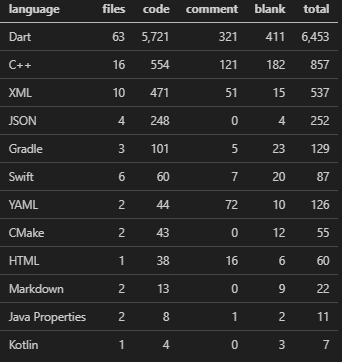 language files code comment blank total
Dart 63 5,721 321 411 6,453
C++ 16 554 121 182 857
XML 10 471 51 15 537
JSON 4 248 0 4 252
Gradle 3 101 5 23 129
Swift 6 60 7 20 87
YAML 2 44 72 10 126
CMake 2 43 0 12 55
HTML 1 38 16 6 60
Markdown 2 13 0 9 22
Java Properties 2 8 1 2 11
Kotlin 1 4 0 3 7